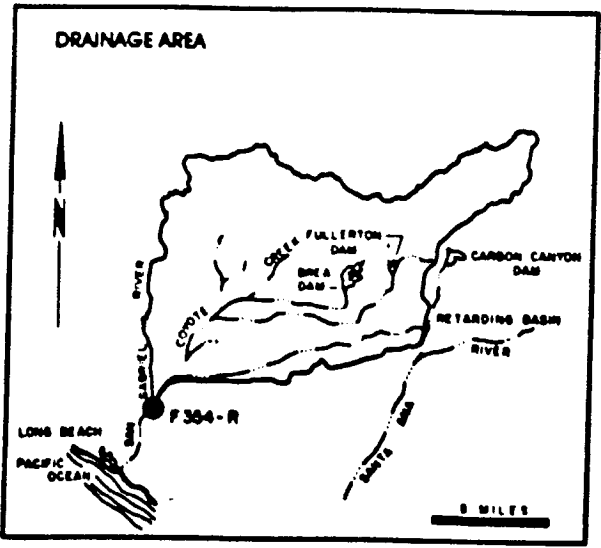 DRAINAGE AREA
N
FULLERTON
DAM
CREEK
BREA
DAM
CARBON CANYON
DAM
RIVER
COYOTE
RETARDING BASIN
RIVER
GABRIEL
SAN
F354-R
SANTA ANA
LONG BEACH
PACIFIC
OCEAN
MILES